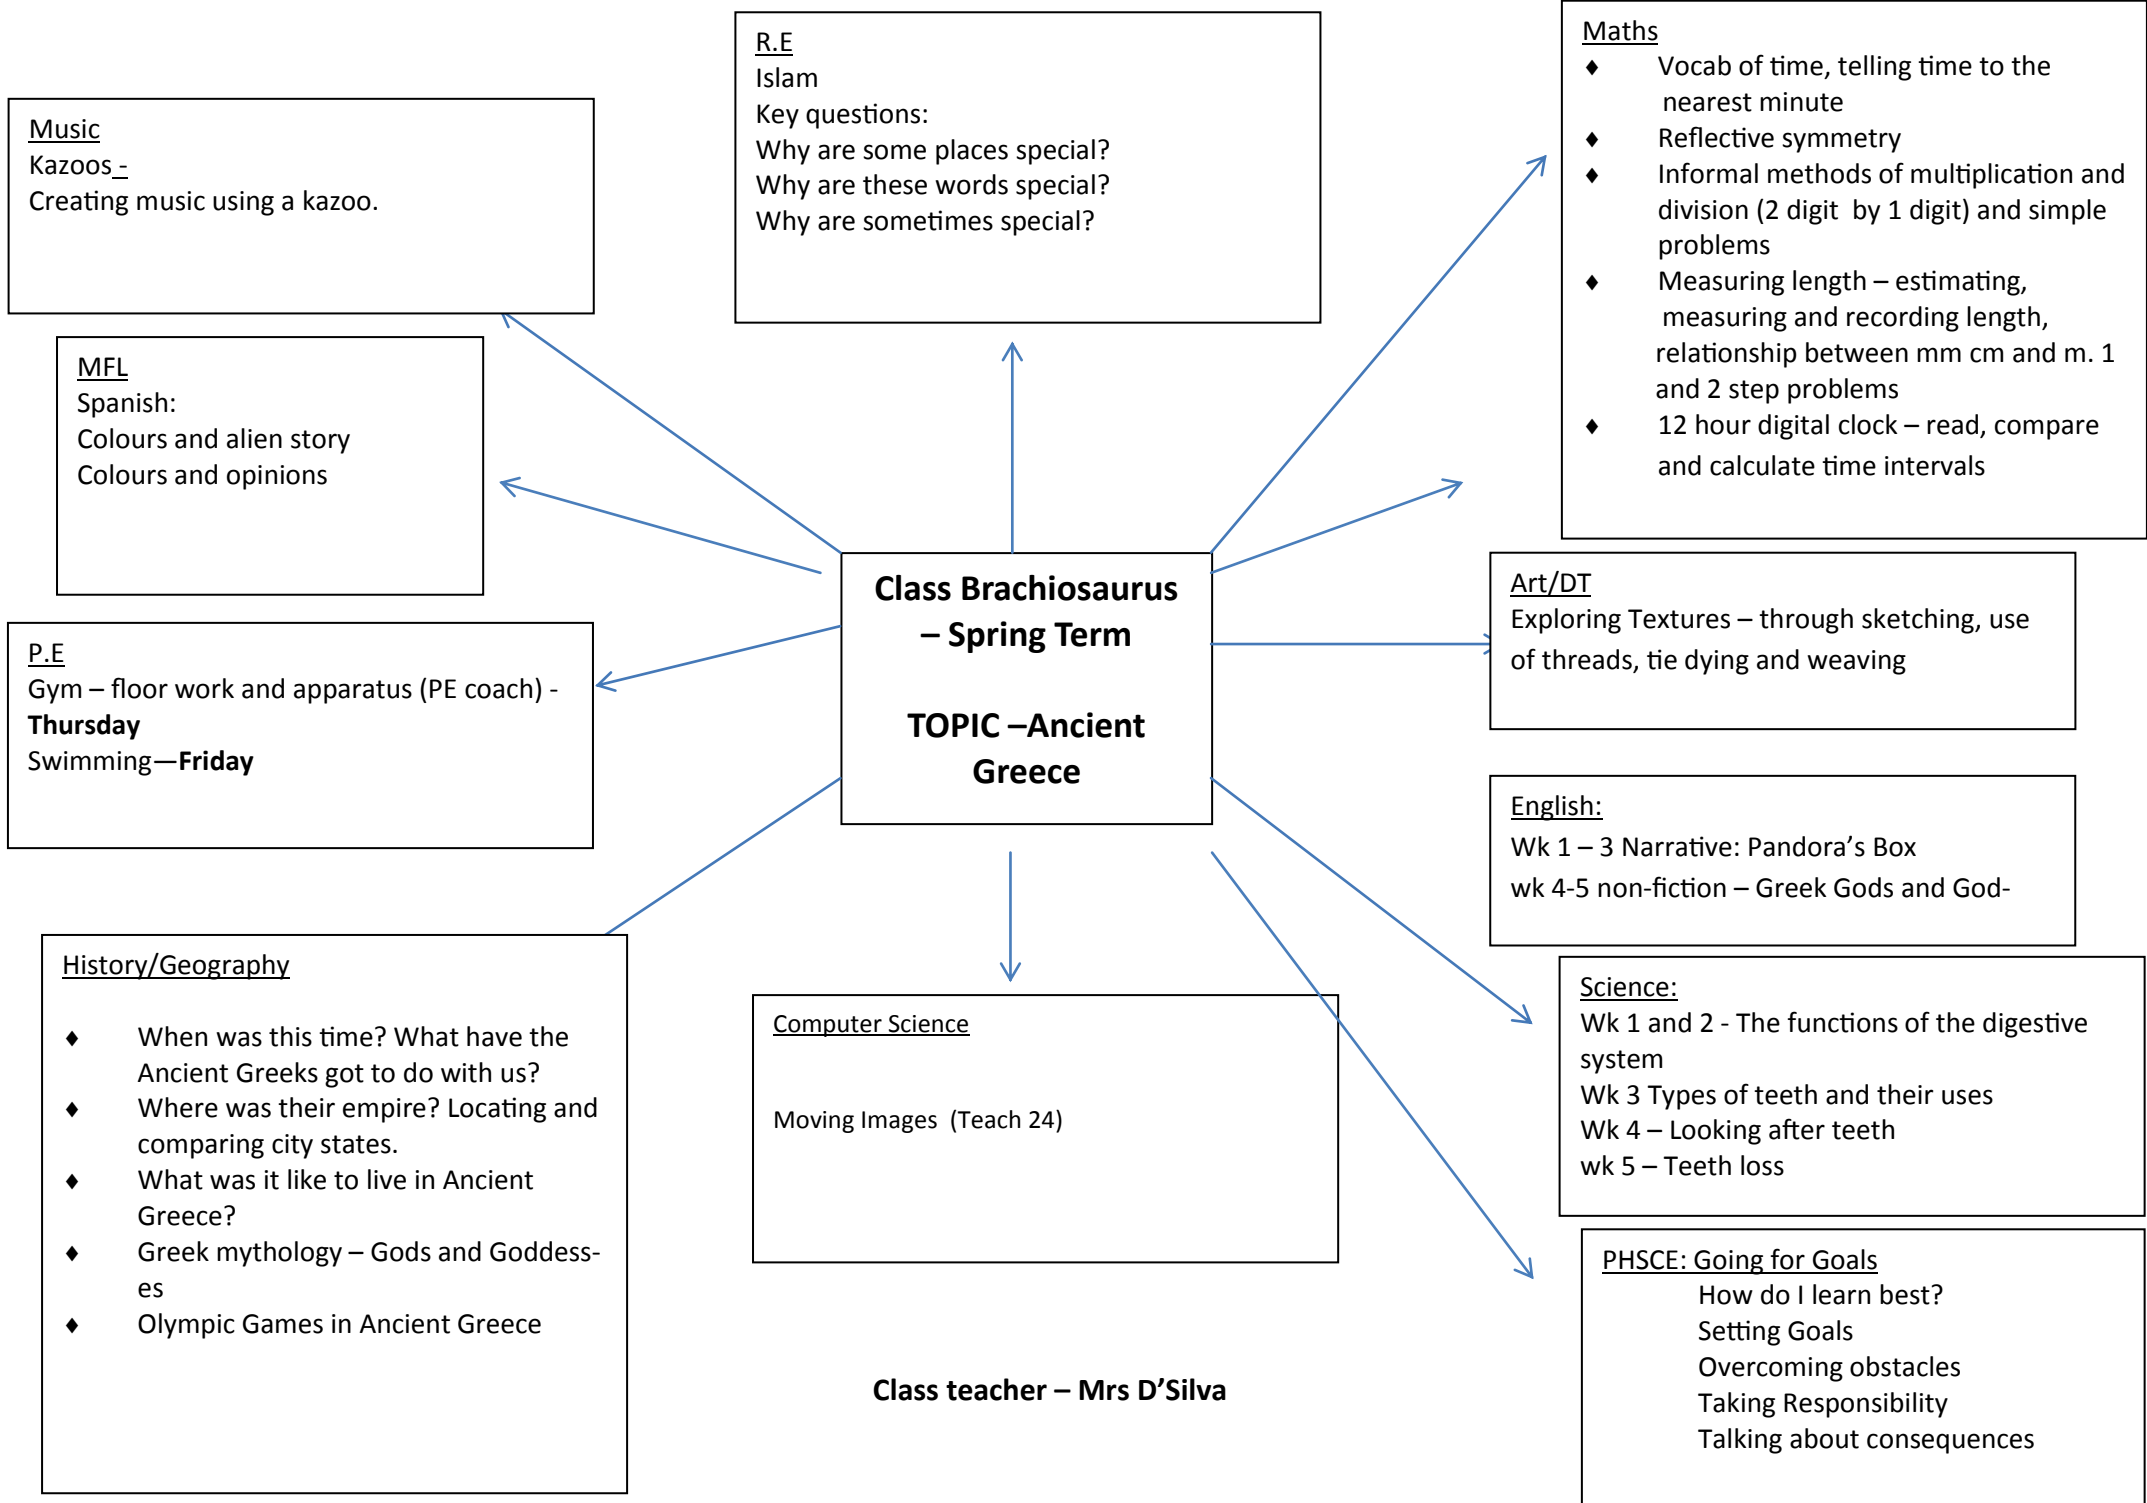 Music
Kazoos -
Creating music using a kazoo.
R.E
Islam
Key questions:
Why are some places special?
Why are these words special?
Why are sometimes special?
Maths
♦ Vocab of time, telling time to the
nearest minute
♦ Reflective symmetry
♦ Informal methods of multiplication and
division (2 digit by 1 digit) and simple
problems
♦ Measuring length – estimating,
measuring and recording length,
relationship between mm cm and m. 1
and 2 step problems
♦ 12 hour digital clock – read, compare
and calculate time intervals
MFL
Spanish:
Colours and alien story
Colours and opinions
Class Brachiosaurus
– Spring Term
TOPIC –Ancient
Greece
Art/DT
Exploring Textures – through sketching, use
of threads, tie dying and weaving
P.E
Gym – floor work and apparatus (PE coach) -
Thursday
Swimming—Friday
English:
Wk 1 – 3 Narrative: Pandora’s Box
wk 4-5 non-fiction – Greek Gods and God-
History/Geography
♦ When was this time? What have the
Ancient Greeks got to do with us?
♦ Where was their empire? Locating and
comparing city states.
♦ What was it like to live in Ancient
Greece?
♦ Greek mythology – Gods and Goddess-
es
♦ Olympic Games in Ancient Greece
Computer Science
Moving Images (Teach 24)
Science:
Wk 1 and 2 - The functions of the digestive
system
Wk 3 Types of teeth and their uses
Wk 4 – Looking after teeth
wk 5 – Teeth loss
PHSCE: Going for Goals
How do I learn best?
Setting Goals
Overcoming obstacles
Taking Responsibility
Talking about consequences
Class teacher – Mrs D’Silva